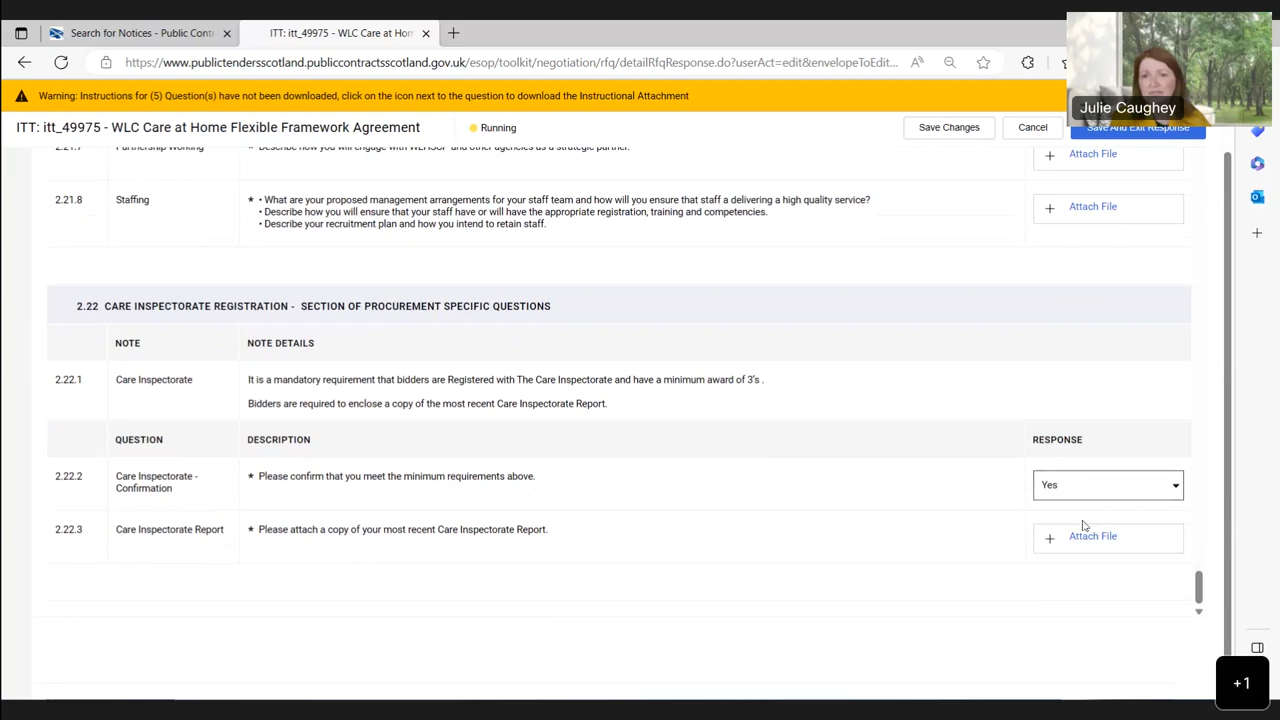 Search for Notices - Public Contr
ITT: itt_49975 - WLC Care at Hom
https://www.publictendersscotland.publiccontractsscotland.gov.uk/esop/toolkit/negotiation/rfq/detailRfqResponse.do?userAct=edit&envelopeToEdit...
Julie Caughey
Warning: Instructions for (5) Question(s) have not been downloaded, click on the icon next to the question to download the Instructional Attachment
ITT: itt_49975 - WLC Care at Home Flexible Framework Agreement
Running
Save Changes
Cancel
Save And Exit Response
2.21.7 Partnership Working * Describe how you will engage with WLHSCP and other agencies as a strategic partner.
Attach File
2.21.8 Staffing * • What are your proposed management arrangements for your staff team and how will you ensure that staff a delivering a high quality service?
• Describe how you will ensure that your staff have or will have the appropriate registration, training and competencies.
• Describe your recruitment plan and how you intend to retain staff.
Attach File
2.22 CARE INSPECTORATE REGISTRATION - SECTION OF PROCUREMENT SPECIFIC QUESTIONS
NOTE NOTE DETAILS
2.22.1 Care Inspectorate It is a mandatory requirement that bidders are Registered with The Care Inspectorate and have a minimum award of 3's .
Bidders are required to enclose a copy of the most recent Care Inspectorate Report.
QUESTION DESCRIPTION RESPONSE
2.22.2 Care Inspectorate - * Please confirm that you meet the minimum requirements above.
Confirmation
Yes
2.22.3 Care Inspectorate Report * Please attach a copy of your most recent Care Inspectorate Report.
Attach File
+1